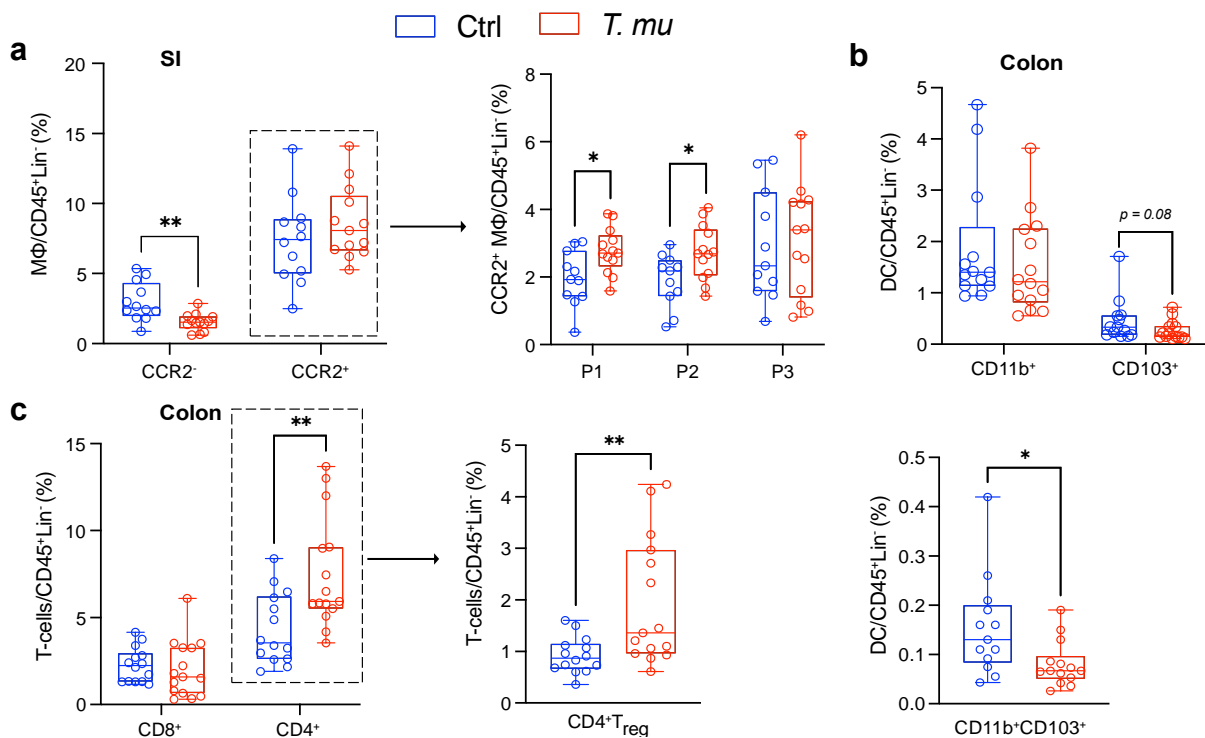 Ctrl T. mu
a
SI
MΦ/CD45⁺Lin⁻ (%)
20
15
10
5
0
**
CCR2⁻ CCR2⁺
CCR2⁺ MΦ/CD45⁺Lin⁻ (%)
8
6
4
2
0
* *
P1 P2 P3
b
Colon
DC/CD45⁺Lin⁻ (%)
5
4
3
2
1
0
p = 0.08
CD11b⁺ CD103⁺
c
Colon
T-cells/CD45⁺Lin⁻ (%)
15
10
5
0
**
CD8⁺ CD4⁺
T-cells/CD45⁺Lin⁻ (%)
5
4
3
2
1
0
**
CD4⁺Treg
DC/CD45⁺Lin⁻ (%)
0.5
0.4
0.3
0.2
0.1
0.0
*
CD11b⁺CD103⁺